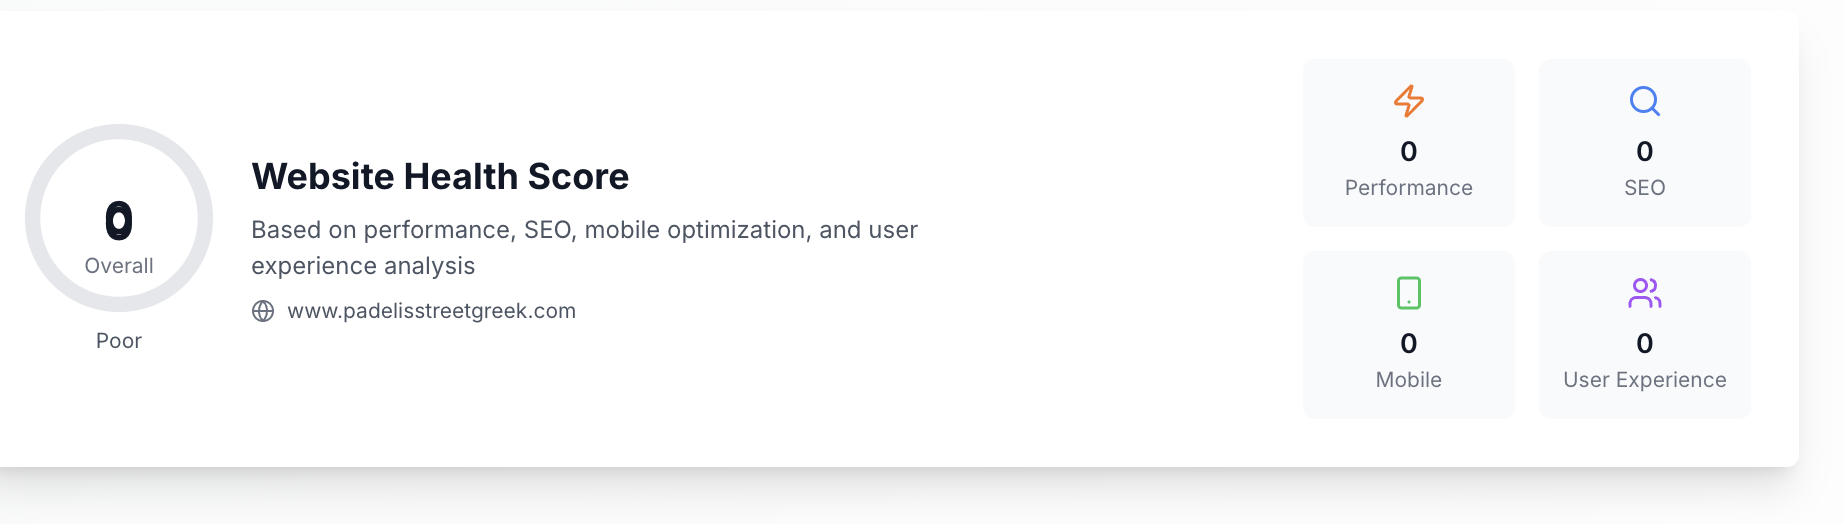 0
Overall
Poor
Website Health Score
Based on performance, SEO, mobile optimization, and user
experience analysis
www.padelisstreetgreek.com
0
Performance
0
SEO
0
Mobile
0
User Experience